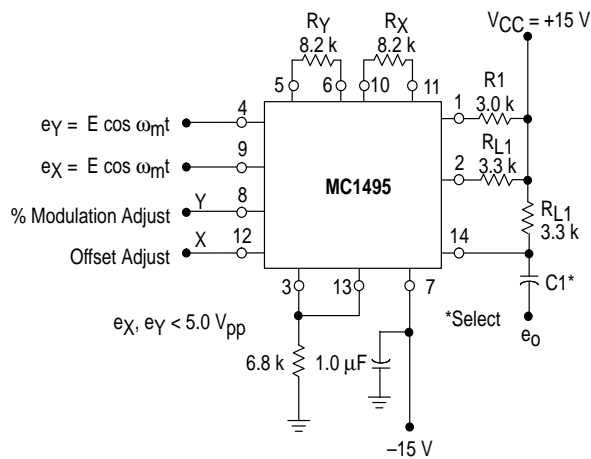 RY
8.2 k
RX
8.2 k
VCC = +15 V
5
6
10
11
4
eY = E cos ωmt
9
eX = E cos ωmt
% Modulation Adjust
Y
8
Offset Adjust
X
12
MC1495
1
R1
3.0 k
2
RL1
3.3 k
RL1
3.3 k
14
C1*
*Select
eo
3
13
7
eX, eY < 5.0 Vpp
6.8 k
1.0 µF
–15 V